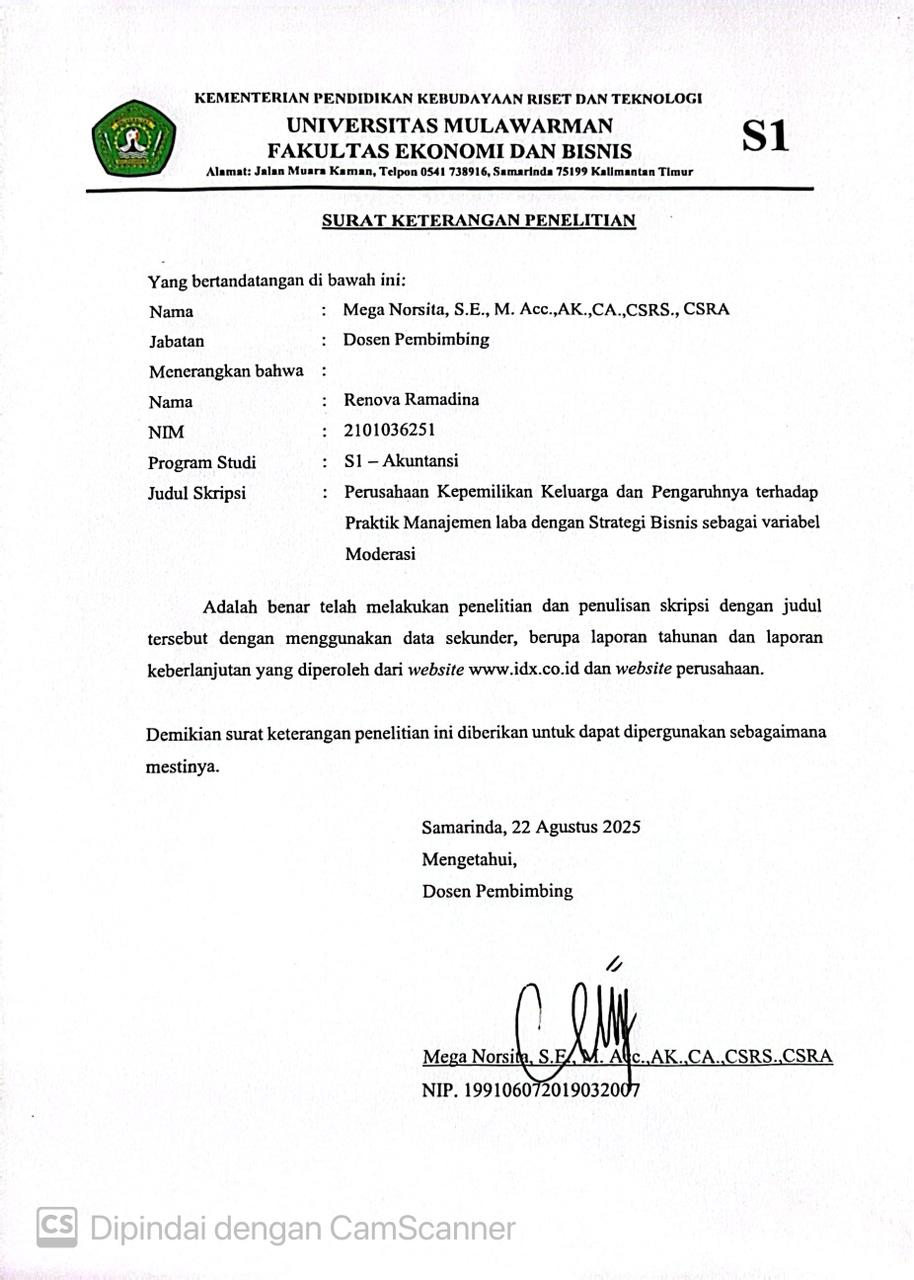 KEMENTERIAN PENDIDIKAN KEBUDAYAAN RISET DAN TEKNOLOGI
UNIVERSITAS MULAWARMAN
S1
FAKULTAS EKONOMI DAN BISNIS
Alamat: Jalan Muara Kaman, Telpon 0541 738916, Samarinda 75199 Kalimantan Timur
SURAT KETERANGAN PENELITIAN
Yang bertandatangan di bawah ini:
Nama : Mega Norsita, S.E., M. Acc.,AK.,CA.,CSRS., CSRA
Jabatan : Dosen Pembimbing
Menerangkan bahwa :
Nama : Renova Ramadina
NIM : 2101036251
Program Studi : S1 – Akuntansi
Judul Skripsi : Perusahaan Kepemilikan Keluarga dan Pengaruhnya terhadap
Praktik Manajemen laba dengan Strategi Bisnis sebagai variabel
Moderasi
Adalah benar telah melakukan penelitian dan penulisan skripsi dengan judul
tersebut dengan menggunakan data sekunder, berupa laporan tahunan dan laporan
keberlanjutan yang diperoleh dari website www.idx.co.id dan website perusahaan.
Demikian surat keterangan penelitian ini diberikan untuk dapat dipergunakan sebagaimana
mestinya.
Samarinda, 22 Agustus 2025
Mengetahui,
Dosen Pembimbing
Mega Norsita, S.E., M. Acc.,AK.,CA.,CSRS.,CSRA
NIP. 199106072019032007
CS Dipindai dengan CamScanner